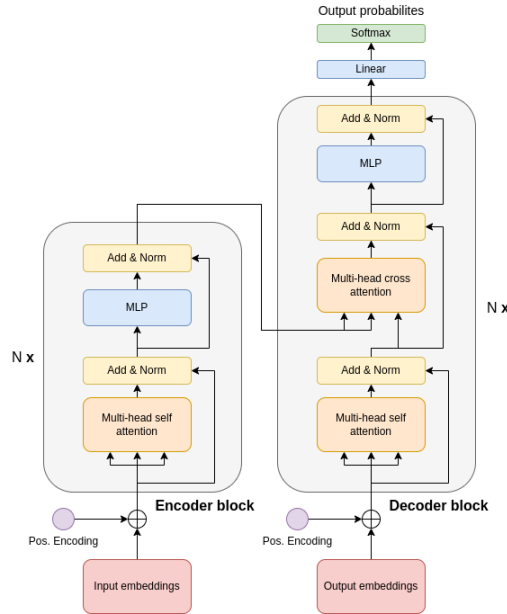 Output probabilites
Softmax
Linear
Add & Norm
MLP
Add & Norm
Multi-head cross
attention
Add & Norm
Multi-head self
attention
N x
Decoder block
Pos. Encoding
Output embeddings
Add & Norm
MLP
Add & Norm
Multi-head self
attention
N x
Encoder block
Pos. Encoding
Input embeddings